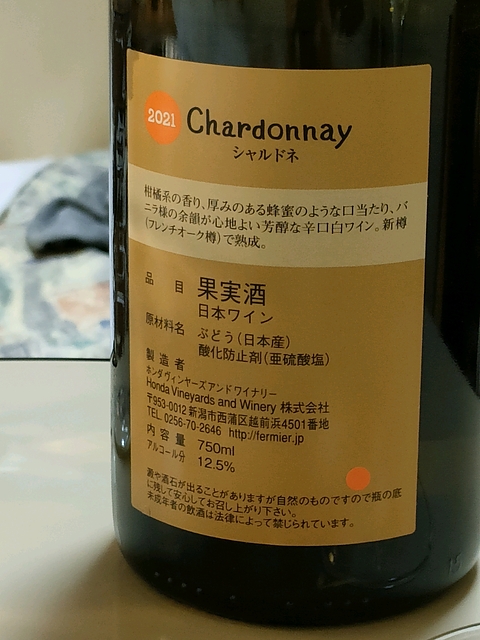 2021 Chardonnay
シャルドネ
柑橘系の香り、厚みのある蜂蜜のような口当たり、バ
ニラ様の余韻が心地よい芳醇な辛口白ワイン。新樽
(フレンチオーク樽)で熟成。
品目 果実酒
日本ワイン
原材料名 ぶどう(日本産)
酸化防止剤(亜硫酸塩)
製造者
ホンダヴィンヤーズアンドワイナリー
Honda Vineyards and Winery 株式会社
〒953-0012 新潟市西蒲区越前浜4501番地
TEL. 0256-70-2646 http://fermier.jp
内容量 750ml
アルコール分 12.5%
澱や酒石が出ることがありますが自然のものですので瓶の底
に残して安心してお召し上がり下さい。
未成年者の飲酒は法律によって禁じられています。